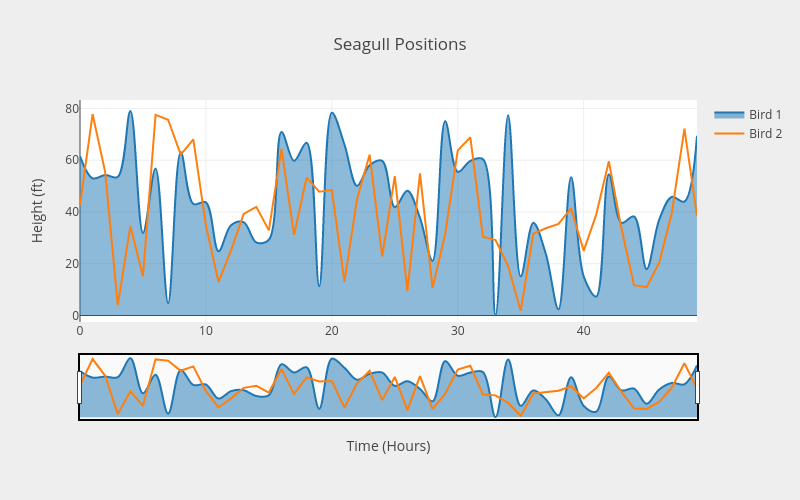 Seagull Positions
Bird 1
Bird 2
Height (ft)
80
60
40
20
0
0 10 20 30 40
Time (Hours)